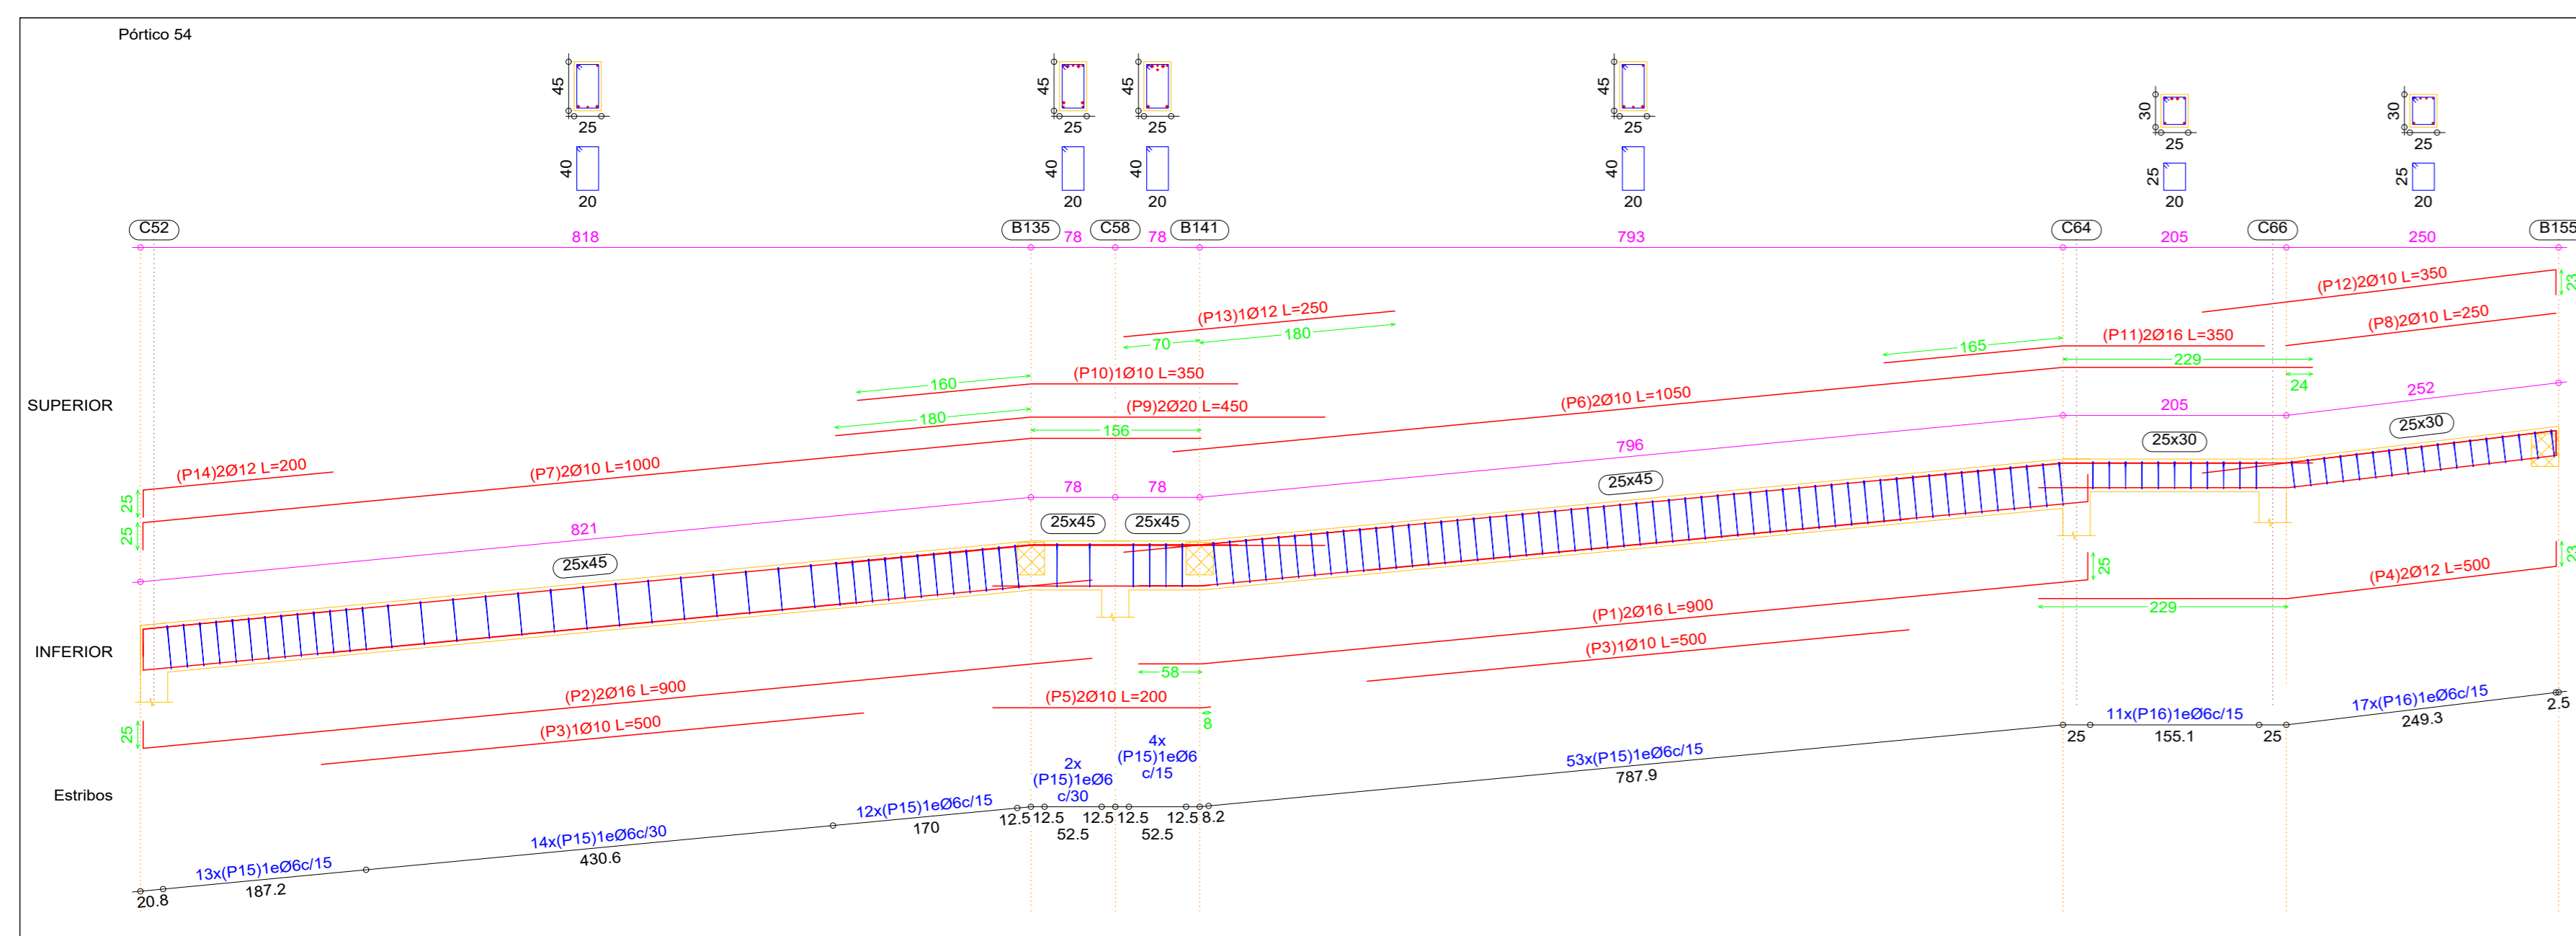 Pórtico 54
45
25
45
25
45
25
45
25
30
25
30
25
40
20
40
20
40
20
40
20
25
20
25
20
C52
B135
C58
B141
C64
C66
B155
818
78
78
793
205
250
(P12)2Ø10 L=350
23
(P13)1Ø12 L=250
70
180
(P8)2Ø10 L=250
165
(P11)2Ø16 L=350
229
24
160
(P10)1Ø10 L=350
SUPERIOR
180
(P9)2Ø20 L=450
156
(P6)2Ø10 L=1050
205
252
(P14)2Ø12 L=200
(P7)2Ø10 L=1000
25
25
821
78
78
796
25x45
25x45
25x45
25x45
25x30
25x30
INFERIOR
(P1)2Ø16 L=900
25
(P4)2Ø12 L=500
23
229
(P3)1Ø10 L=500
58
(P2)2Ø16 L=900
(P5)2Ø10 L=200
8
25
(P3)1Ø10 L=500
Estribos
13x(P15)1eØ6c/15
14x(P15)1eØ6c/30
12x(P15)1eØ6c/15
2x
(P15)1eØ6
c/30
4x
(P15)1eØ6
c/15
53x(P15)1eØ6c/15
11x(P16)1eØ6c/15
17x(P16)1eØ6c/15
20.8
187.2
430.6
170
12.5
12.5
52.5
12.5
12.5
52.5
12.5
8.2
787.9
25
155.1
25
249.3
2.5